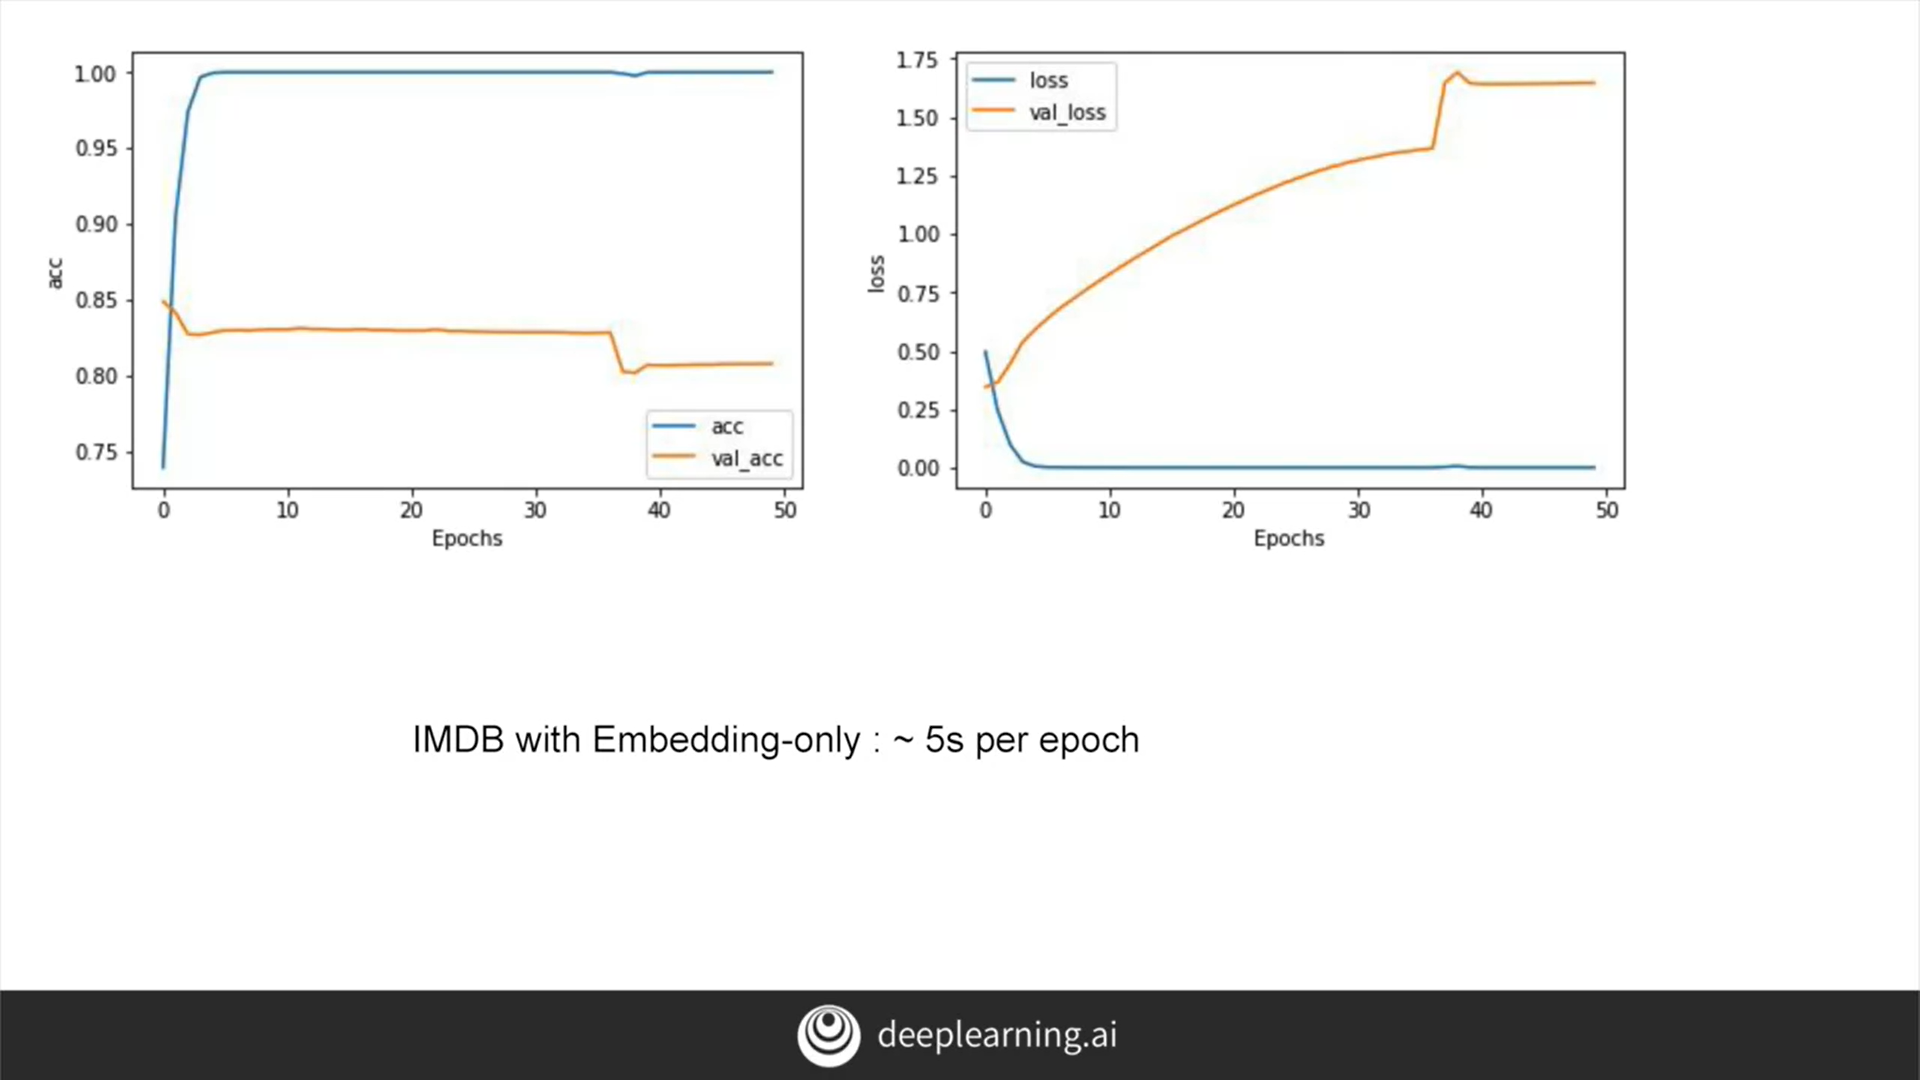 1.00
0.95
0.90
0.85
0.80
0.75
acc
acc
val_acc
0 10 20 30 40 50
Epochs
1.75
1.50
1.25
1.00
0.75
0.50
0.25
0.00
loss
loss
val_loss
0 10 20 30 40 50
Epochs
IMDB with Embedding-only : ~ 5s per epoch
deeplearning.ai